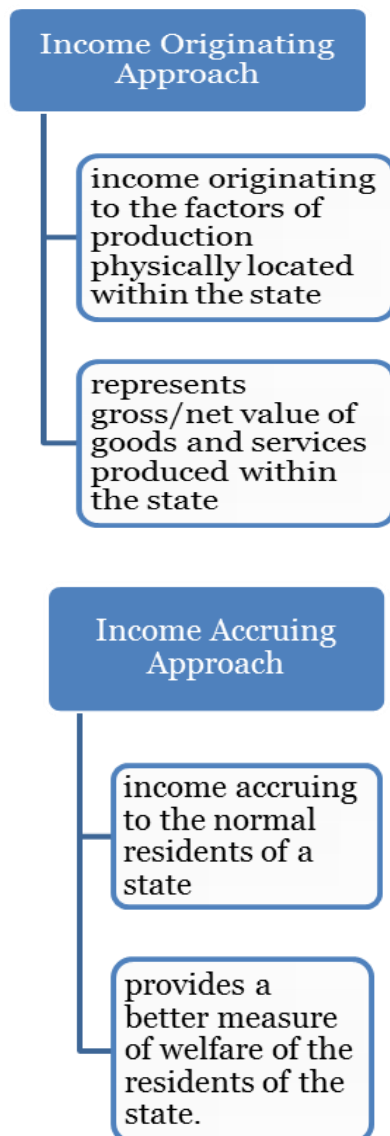 Income Originating
Approach
income originating
to the factors of
production
physically located
within the state
represents
gross/net value of
goods and services
produced within
the state
Income Accruing
Approach
income accruing
to the normal
residents of a
state
provides a
better measure
of welfare of the
residents of the
state.